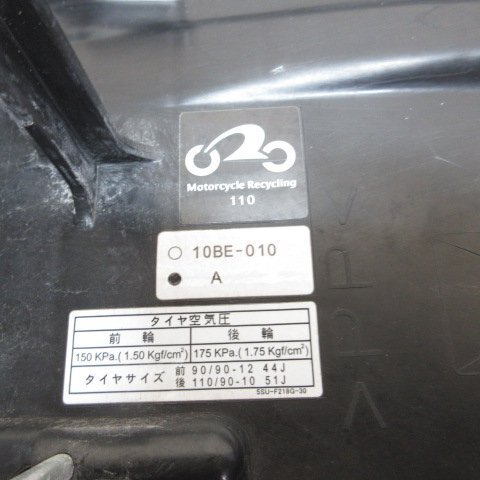 Motorcycle Recycling
110
10BE-010
A
タイヤ空気圧
前輪 後輪
150 KPa.(1.50 Kgf/cm²) 175 KPa.(1.75 Kgf/cm²)
タイヤサイズ 前 90/90-12 44J
後 110/90-10 51J
5SU-F218G-30